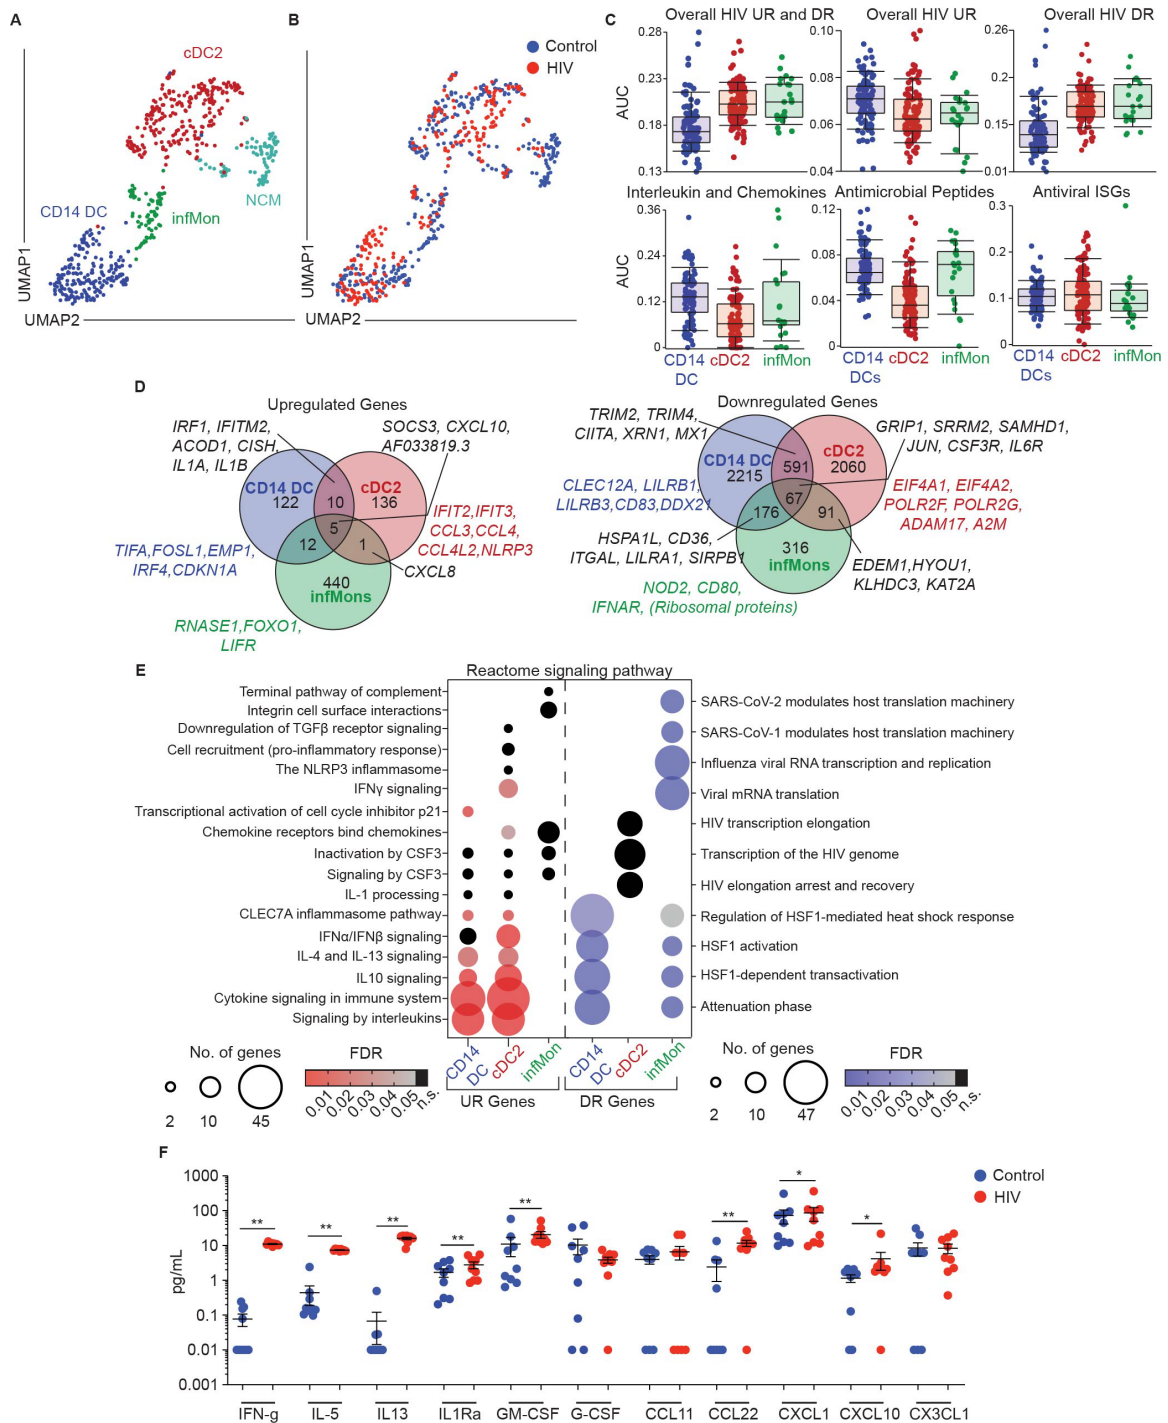 A
B
C
cDC2
NCM
infMon
CD14 DC
UMAP1
UMAP2
Control
HIV
UMAP1
UMAP2
Overall HIV UR and DR
Overall HIV UR
Overall HIV DR
AUC
0.28
0.23
0.18
0.13
0.10
0.08
0.06
0.04
0.26
0.2
0.15
0.01
Interleukin and Chemokines
Antimicrobial Peptides
Antiviral ISGs
AUC
0.36
0.24
0.12
0
0.12
0.08
0.04
0
0.3
0.2
0.1
0
CD14
DC
cDC2
infMon
CD14
DCs
cDC2
infMon
CD14
DCs
cDC2
infMon
D
Upregulated Genes
IRF1, IFITM2,
ACOD1, CISH,
IL1A, IL1B
SOCS3, CXCL10,
AF033819.3
CD14 DC
122
10
cDC2
136
5
12
1
440
infMons
IFIT2,IFIT3,
CCL3,CCL4,
CCL4L2,NLRP3
TIFA,FOSL1,EMP1,
IRF4,CDKN1A
CXCL8
RNASE1,FOXO1,
LIFR
Downregulated Genes
TRIM2, TRIM4,
CIITA, XRN1, MX1
GRIP1, SRRM2, SAMHD1,
JUN, CSF3R, IL6R
CD14 DC
2215
591
cDC2
2060
67
176
91
316
infMons
CLEC12A, LILRB1,
LILRB3,CD83,DDX21
EIF4A1, EIF4A2,
POLR2F, POLR2G,
ADAM17, A2M
HSPA1L, CD36,
ITGAL, LILRA1, SIRPB1
EDEM1,HYOU1,
KLHDC3, KAT2A
NOD2, CD80,
IFNAR, (Ribosomal proteins)
E
Reactome signaling pathway
Terminal pathway of complement
Integrin cell surface interactions
Downregulation of TGFβ receptor signaling
Cell recruitment (pro-inflammatory response)
The NLRP3 inflammasome
IFNγ signaling
Transcriptional activation of cell cycle inhibitor p21
Chemokine receptors bind chemokines
Inactivation by CSF3
Signaling by CSF3
IL-1 processing
CLEC7A inflammasome pathway
IFNα/IFNβ signaling
IL-4 and IL-13 signaling
IL10 signaling
Cytokine signaling in immune system
Signaling by interleukins
SARS-CoV-2 modulates host translation machinery
SARS-CoV-1 modulates host translation machinery
Influenza viral RNA transcription and replication
Viral mRNA translation
HIV transcription elongation
Transcription of the HIV genome
HIV elongation arrest and recovery
Regulation of HSF1-mediated heat shock response
HSF1 activation
HSF1-dependent transactivation
Attenuation phase
CD14
DC
cDC2
infMon
CD14
DC
cDC2
infMon
UR Genes
DR Genes
No. of genes
2
10
45
FDR
0.01
0.02
0.03
0.04
0.05
n.s.
No. of genes
2
10
47
FDR
0.01
0.02
0.03
0.04
0.05
n.s.
F
pg/mL
1000
100
10
1
0.1
0.01
0.001
**
**
**
**
**
**
*
*
Control
HIV
IFN-g
IL-5
IL13
IL1Ra
GM-CSF
G-CSF
CCL11
CCL22
CXCL1
CXCL10
CX3CL1